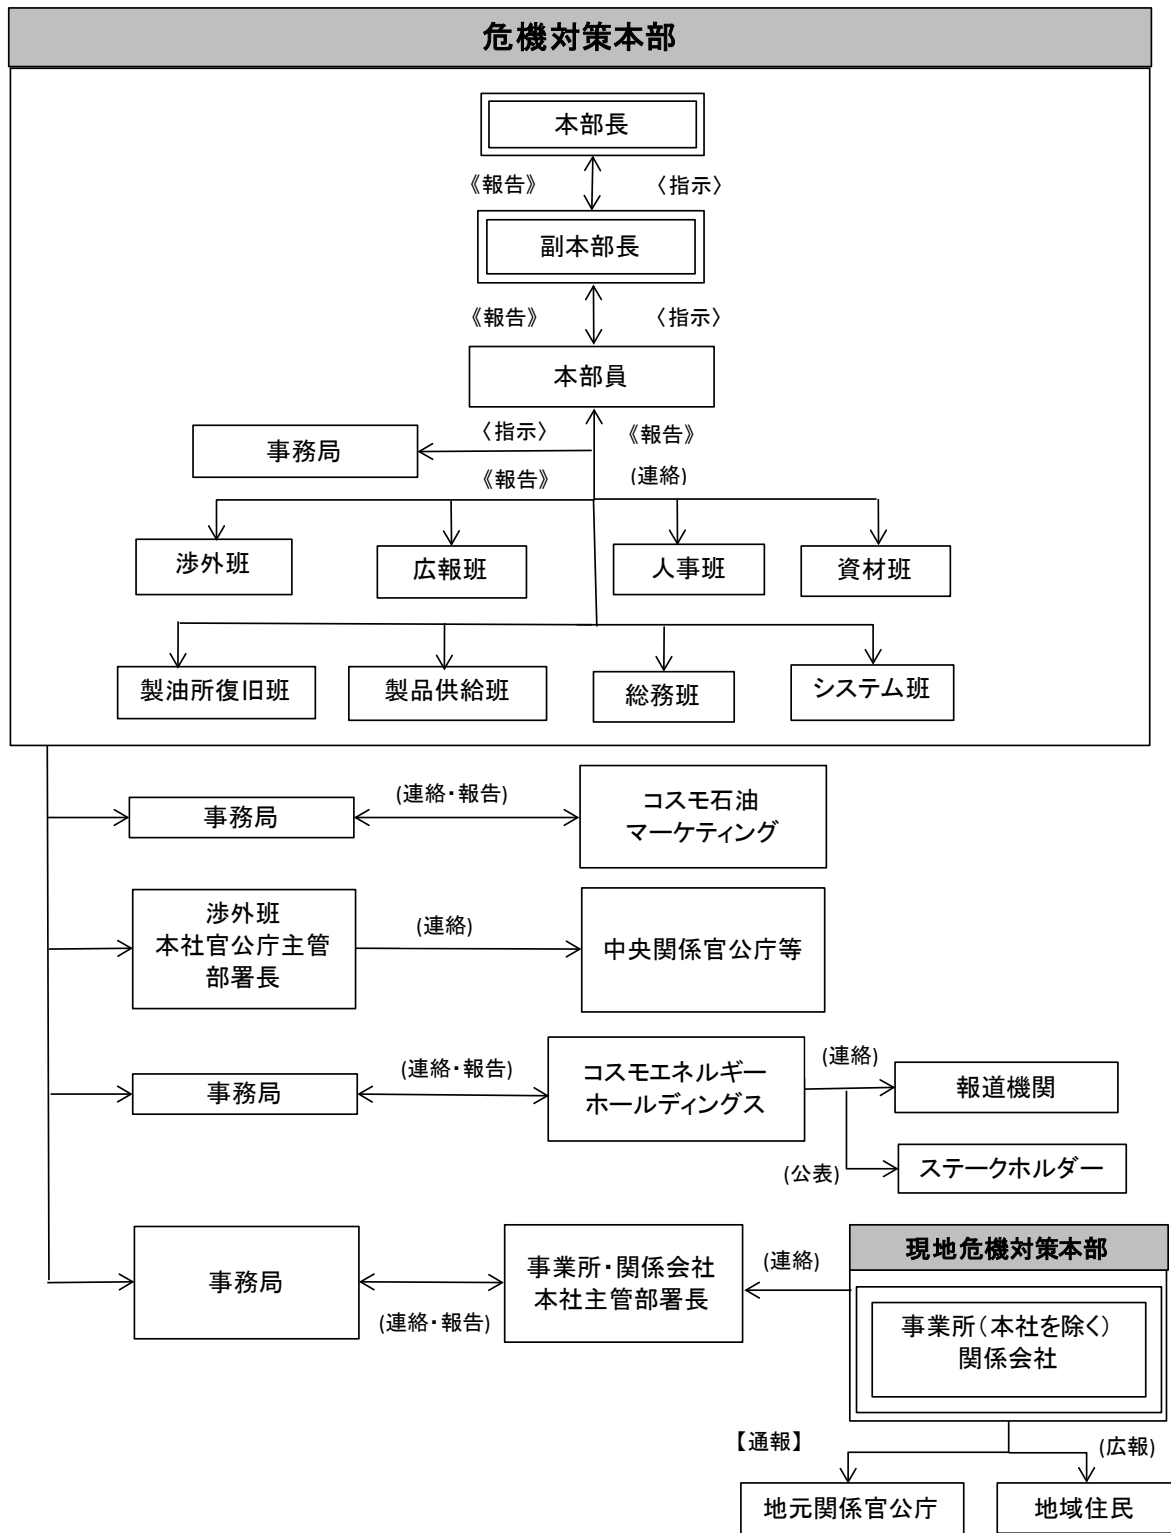 危機対策本部
本部長
《報告》
〈指示〉
副本部長
《報告》
〈指示〉
本部員
〈指示〉
《報告》
事務局
《報告》
(連絡)
渉外班
広報班
人事班
資材班
製油所復旧班
製品供給班
総務班
システム班
事務局
(連絡・報告)
コスモ石油
マーケティング
渉外班
本社官公庁主管
部署長
(連絡)
中央関係官公庁等
事務局
(連絡・報告)
コスモエネルギー
ホールディングス
(連絡)
報道機関
(公表)
ステークホルダー
事務局
(連絡・報告)
事業所・関係会社
本社主管部署長
(連絡)
現地危機対策本部
事業所(本社を除く)
関係会社
【通報】
(広報)
地元関係官公庁
地域住民